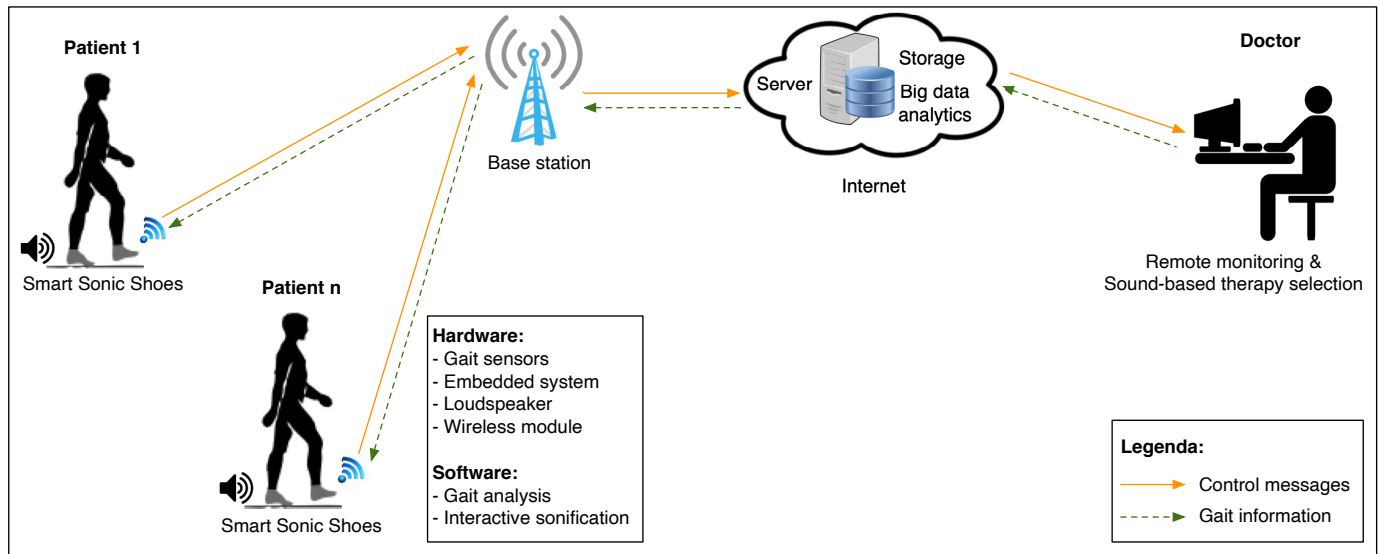 Patient 1
Smart Sonic Shoes
Patient n
Smart Sonic Shoes
Hardware:
- Gait sensors
- Embedded system
- Loudspeaker
- Wireless module
Software:
- Gait analysis
- Interactive sonification
Base station
Server
Storage
Big data
analytics
Internet
Doctor
Remote monitoring &
Sound-based therapy selection
Legenda:
Control messages
Gait information